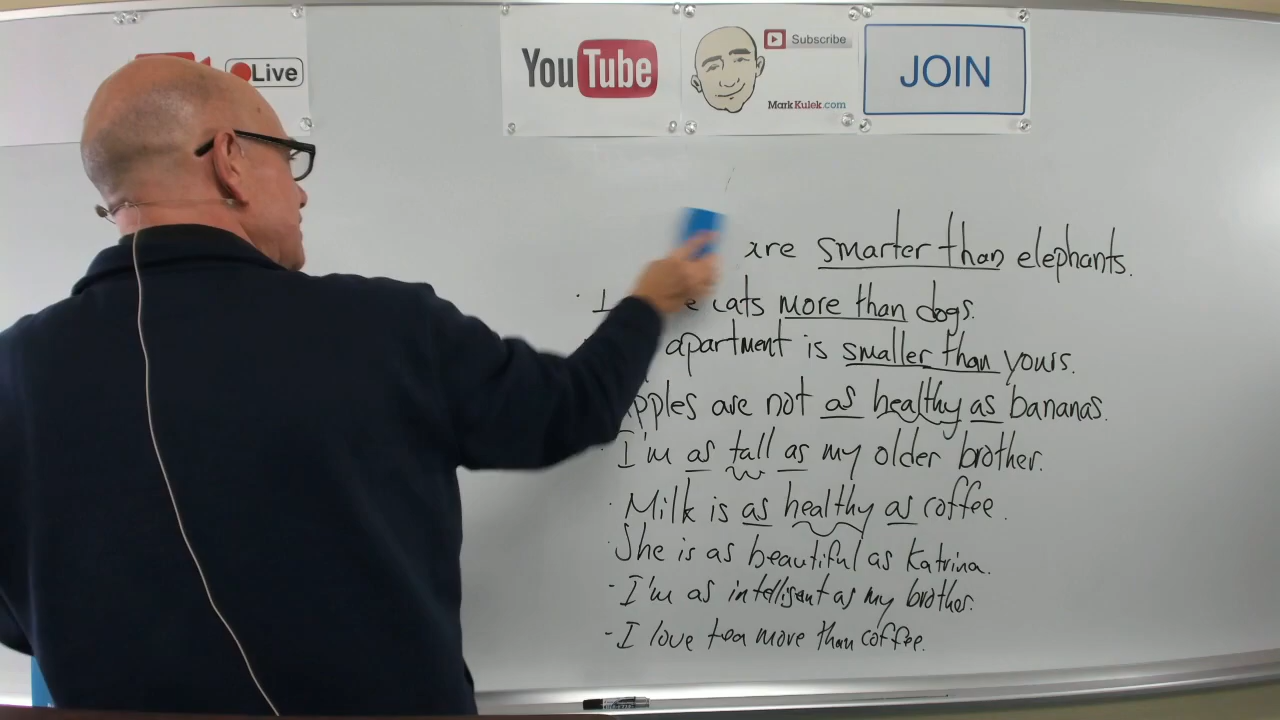 Live
YouTube
Subscribe
MarkKulek.com
JOIN
are smarter than elephants.
I cats more than dogs.
apartment is smaller than yours.
pples are not as healthy as bananas.
I'm as tall as my older brother.
Milk is as healthy as coffee.
She is as beautiful as Katrina.
- I'm as intelligent as my brother.
- I love tea more than coffee.